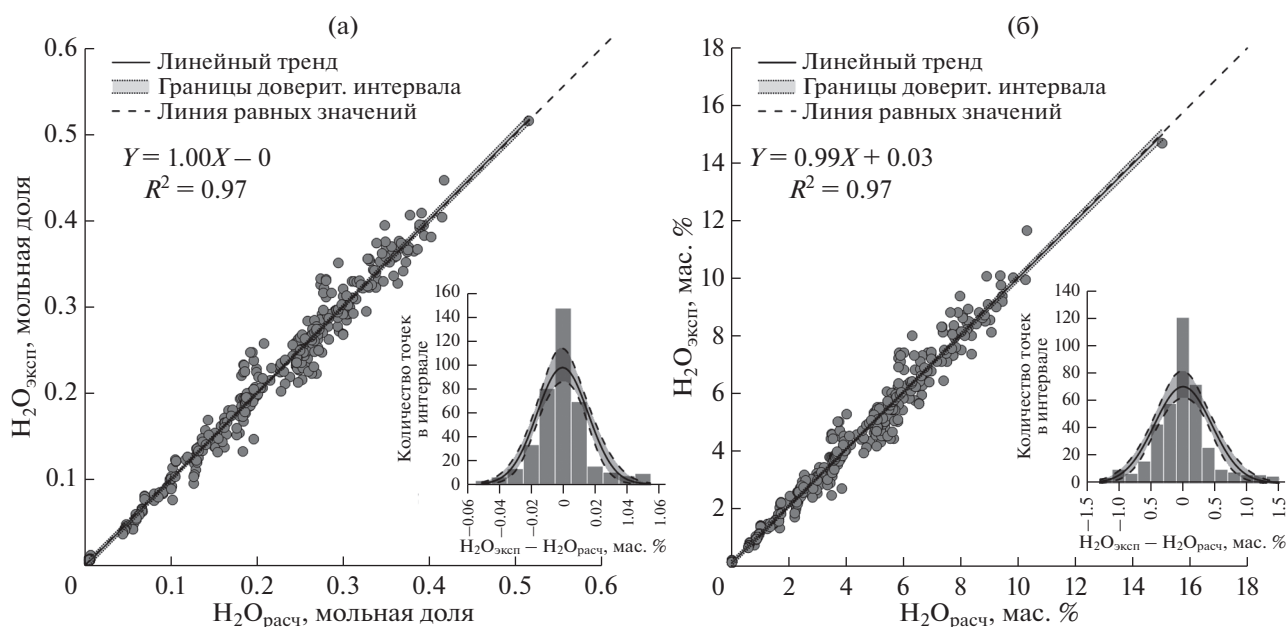 (а)
0.6
0.5
0.4
0.3
0.2
0.1
0
0.1
0.2
0.3
0.4
0.5
0.6
H₂Oэксп, мольная доля
H₂Oрасч, мольная доля
Линейный тренд
Границы доверит. интервала
Линия равных значений
Y = 1.00X – 0
R² = 0.97
Количество точек
в интервале
160
140
120
100
80
60
40
20
0
–0.06
–0.04
–0.02
0
0.02
1.04
1.06
H₂Oэксп – H₂Oрасч, мас. %
(б)
18
16
14
12
10
8
6
4
2
0
2
4
6
8
10
12
14
16
18
H₂Oэксп, мас. %
H₂Oрасч, мас. %
Линейный тренд
Границы доверит. интервала
Линия равных значений
Y = 0.99X + 0.03
R² = 0.97
Количество точек
в интервале
140
120
100
80
60
40
20
0
–1.5
–1.0
0.5
0
0.5
1.0
1.5
H₂Oэксп – H₂Oрасч, мас. %